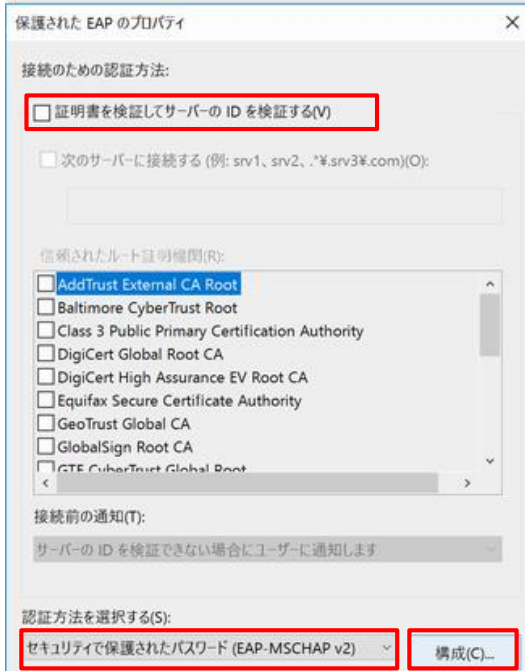 保護された EAP のプロパティ
接続のための認証方法:
証明書を検証してサーバーの ID を検証する(V)
次のサーバーに接続する (例: srv1、srv2、.*¥.srv3¥.com)(O):
信頼されたルート証明機関(R):
AddTrust External CA Root
Baltimore CyberTrust Root
Class 3 Public Primary Certification Authority
DigiCert Global Root CA
DigiCert High Assurance EV Root CA
Equifax Secure Certificate Authority
GeoTrust Global CA
GlobalSign Root CA
GTE CyberTrust Global Root
接続前の通知(T):
サーバーの ID を検証できない場合にユーザーに通知します
認証方法を選択する(S):
セキュリティで保護されたパスワード (EAP-MSCHAP v2)
構成(C)...